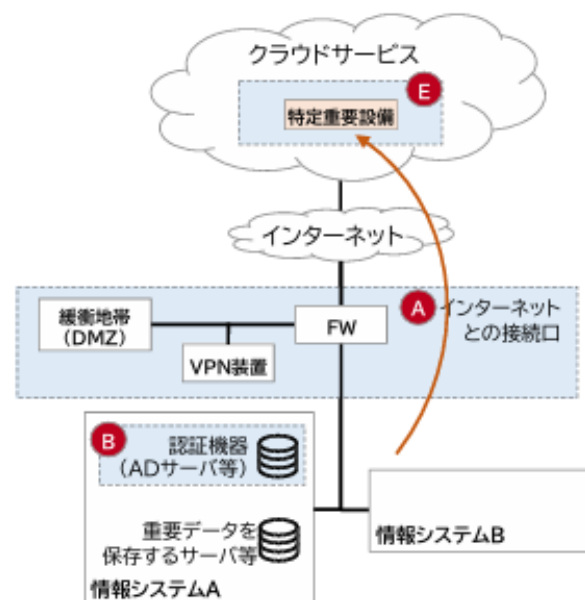 クラウドサービス
E
特定重要設備
インターネット
A
インターネット
との接続口
緩衝地帯
(DMZ)
FW
VPN装置
B
認証機器
(ADサーバ等)
重要データを
保存するサーバ等
情報システムA
情報システムB